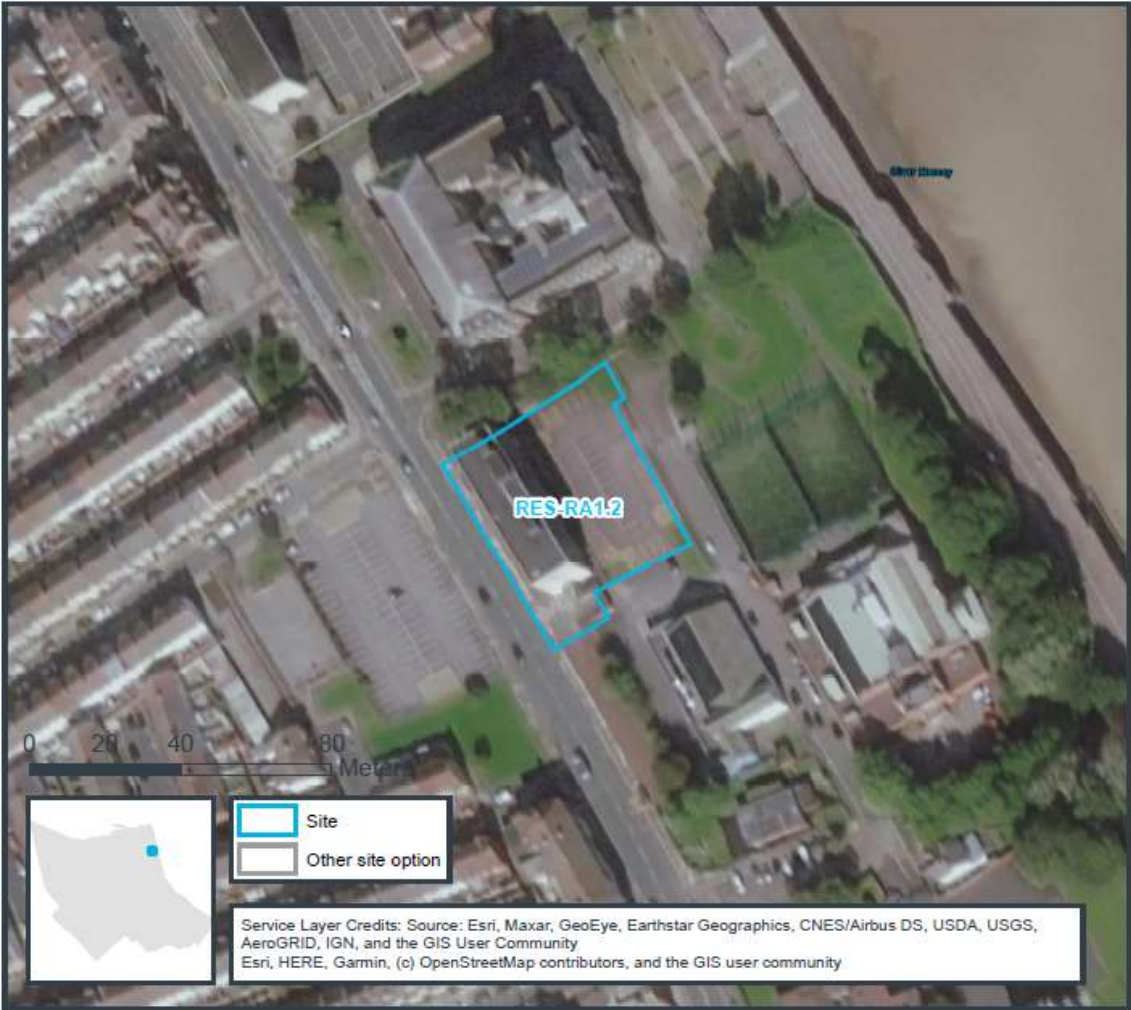 River Mersey
RES-RA1.2
0 20 40 80
Meters
Site
Other site option
Service Layer Credits: Source: Esri, Maxar, GeoEye, Earthstar Geographics, CNES/Airbus DS, USDA, USGS,
AeroGRID, IGN, and the GIS User Community
Esri, HERE, Garmin, (c) OpenStreetMap contributors, and the GIS user community